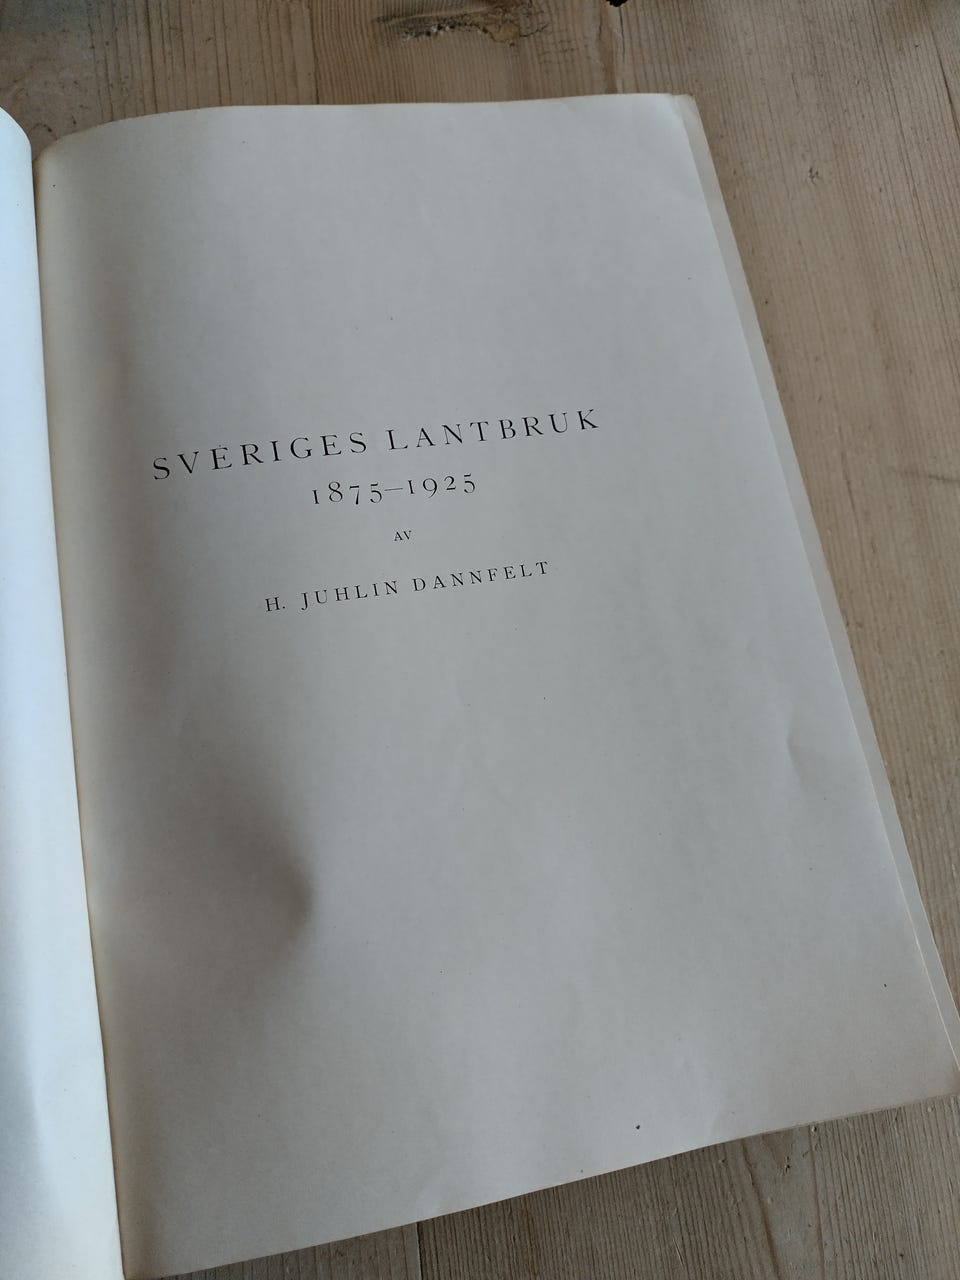 SVERIGES LANTBRUK
1875–1925
AV
H. JUHLIN DANNFELT